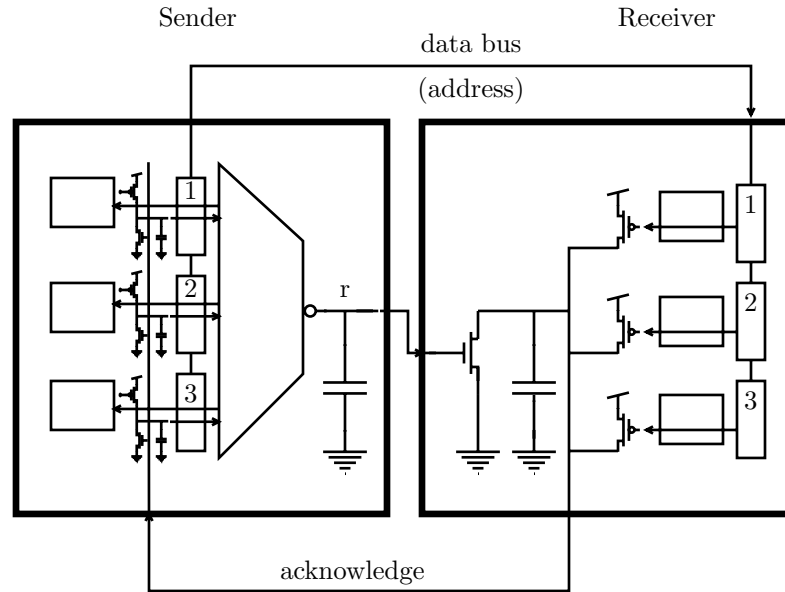 Sender
Receiver
data bus
(address)
1
2
3
r
1
2
3
acknowledge